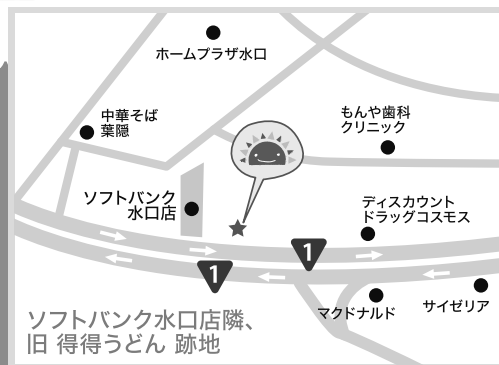 ホームプラザ水口
中華そば
葉隠
もんや歯科
クリニック
ソフトバンク
水口店
ディスカウント
ドラッグコスモス
1
1
マクドナルド
サイゼリア
ソフトバンク水口店隣、
旧 得得うどん 跡地